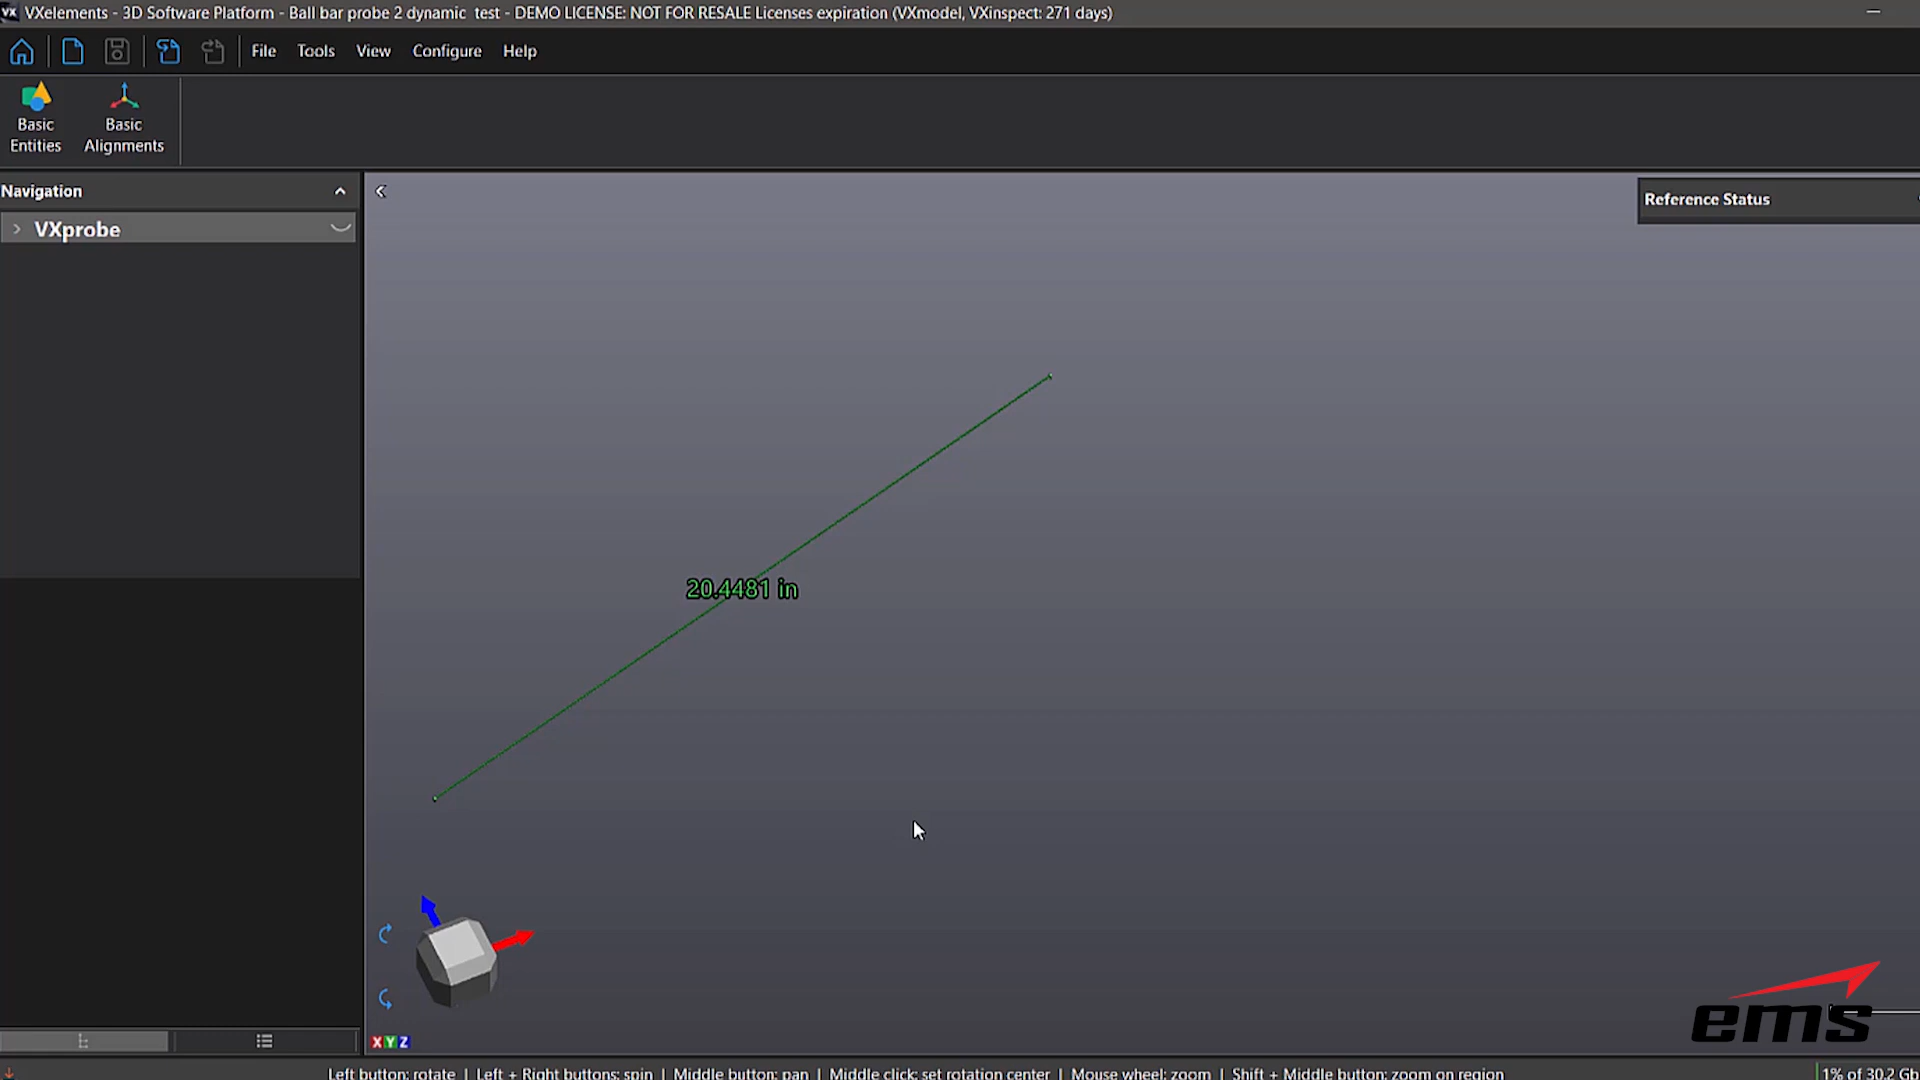 VXelements - 3D Software Platform - Ball bar probe 2 dynamic  test - DEMO LICENSE: NOT FOR RESALE Licenses expiration (VXmodel, VXinspect: 271 days)
File Tools View Configure Help
Basic Entities
Basic Alignments
Navigation
VXprobe
Reference Status
20.4481 in
XYZ
ems
Left button: rotate | Left + Right buttons: spin | Middle button: pan | Middle click: set rotation center | Mouse wheel: zoom | Shift + Middle button: zoom on region
1% of 30.2 Gb